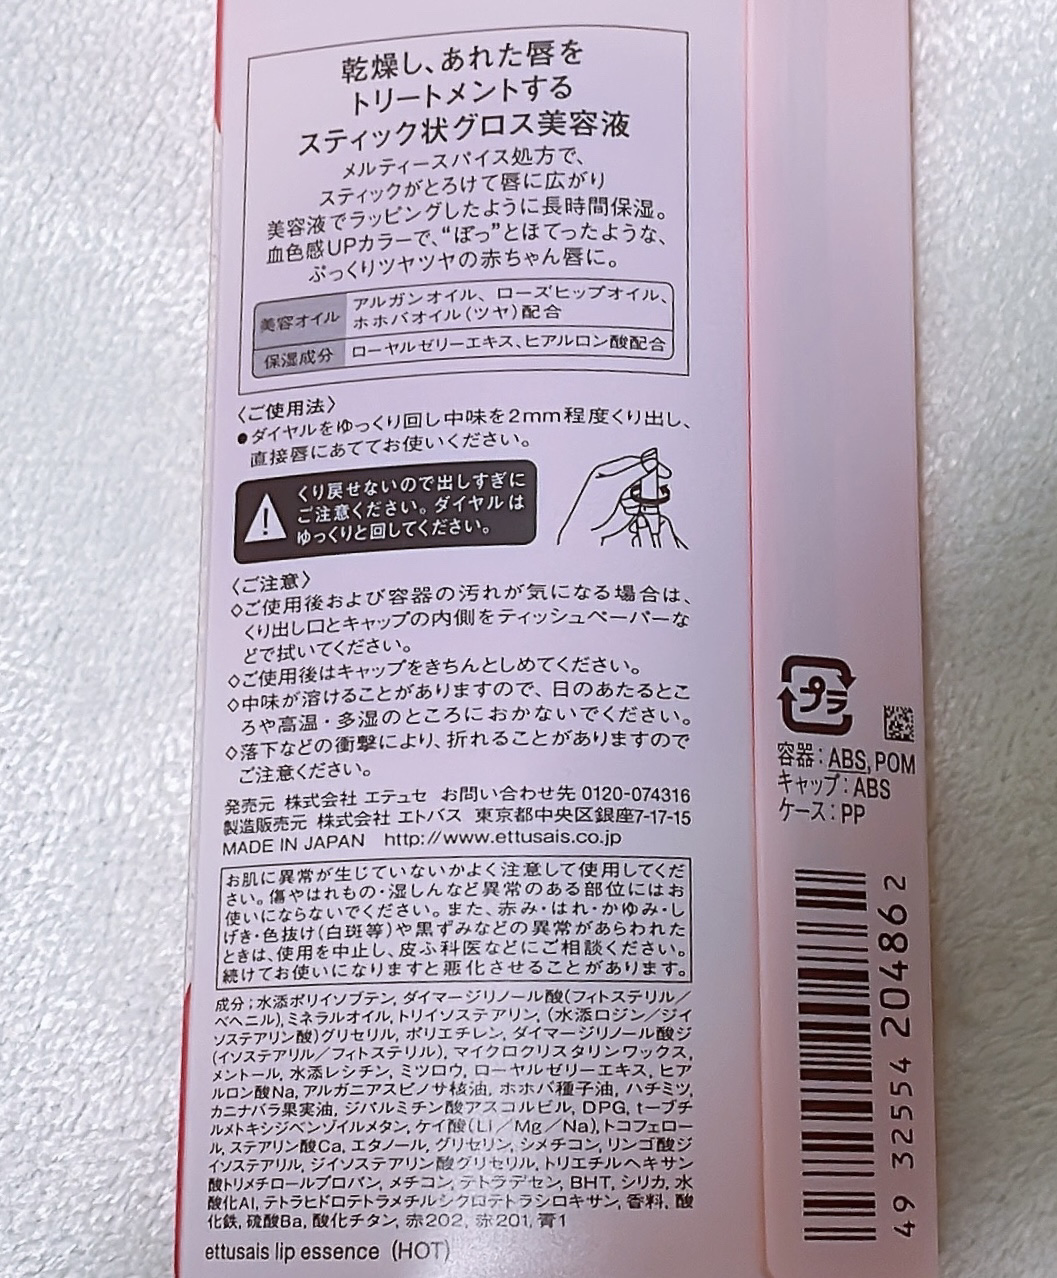 乾燥し、あれた唇を
トリートメントする
スティック状グロス美容液
メルティースパイス処方で、
スティックがとろけて唇に広がり
美容液でラッピングしたように長時間保湿。
血色感UPカラーで、“ぽっ”とほてったような、
ぷっくりツヤツヤの赤ちゃん唇に。
美容オイル アルガンオイル、ローズヒップオイル、
ホホバオイル(ツヤ)配合
保湿成分 ローヤルゼリーエキス、ヒアルロン酸配合
〈ご使用法〉
●ダイヤルをゆっくり回し中味を2mm程度くり出し、
直接唇にあててお使いください。
くり戻せないので出しすぎに
ご注意ください。ダイヤルは
ゆっくりと回してください。
〈ご注意〉
◇ご使用後および容器の汚れが気になる場合は、
くり出し口とキャップの内側をティッシュペーパーな
どで拭いてください。
◇ご使用後はキャップをきちんとしめてください。
◇中味が溶けることがありますので、日のあたるとこ
ろや高温・多湿のところにおかないでください。
◇落下などの衝撃により、折れることがありますので
ご注意ください。
発売元 株式会社 エテュセ お問い合わせ先 0120-074316
製造販売元 株式会社 エトバス 東京都中央区銀座7-17-15
MADE IN JAPAN http://www.ettusais.co.jp
お肌に異常が生じていないかよく注意して使用してくだ
さい。傷やはれもの・湿しんなど異常のある部位にはお
使いにならないでください。また、赤み・はれ・かゆみ・し
げき・色抜け(白斑等)や黒ずみなどの異常があらわれた
ときは、使用を中止し、皮ふ科医などにご相談ください。
続けてお使いになりますと悪化させることがあります。
成分;水添ポリイソブテン, ダイマージリノール酸(フィトステリル/
ベヘニル), ミネラルオイル, トリイソステアリン, (水添ロジン/ジイ
ソステアリン酸)グリセリル, ポリエチレン, ダイマージリノール酸ジ
(イソステアリル/フィトステリル), マイクロクリスタリンワックス,
メントール, 水添レシチン, ミツロウ, ローヤルゼリーエキス, ヒア
ルロン酸Na, アルガニアスピノサ核油, ホホバ種子油, ハチミツ,
カニナバラ果実油, ジパルミチン酸アスコルビル, DPG, t-ブチ
ルメトキシジベンゾイルメタン, ケイ酸(Li/Mg/Na), トコフェロー
ル, ステアリン酸Ca, エタノール, グリセリン, シメチコン, リンゴ酸ジ
イソステアリル, ジイソステアリン酸グリセリル, トリエチルヘキサン
酸トリメチロールプロパン, メチコン, テトラデセン, BHT, シリカ, 水
酸化Al, テトラヒドロテトラメチルシクロテトラシロキサン, 香料, 酸
化鉄, 硫酸Ba, 酸化チタン, 赤202, 赤201, 青1
ettusais lip essence (HOT)
プラ
容器:ABS, POM
キャップ:ABS
ケース:PP
49 32554 204862